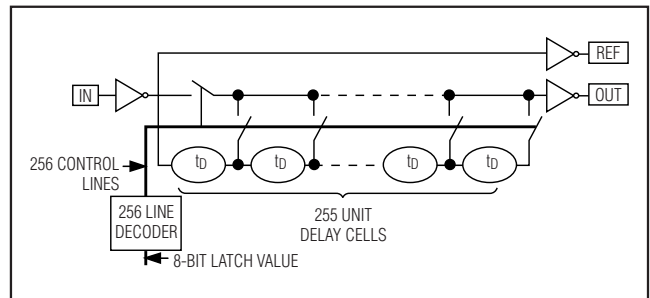 REF
IN
OUT
tD
tD
tD
tD
256 CONTROL
LINES
255 UNIT
DELAY CELLS
256 LINE
DECODER
8-BIT LATCH VALUE